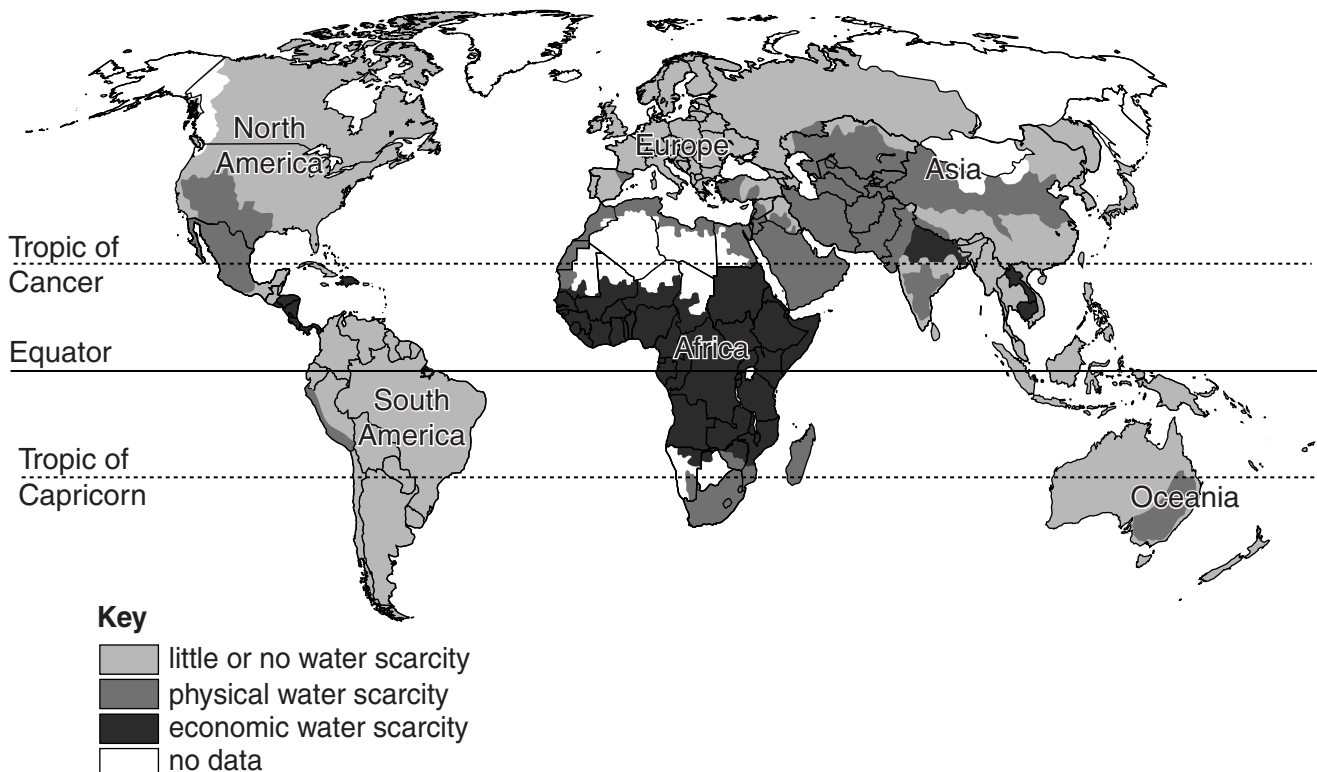 North
America
Europe
Asia
Tropic of
Cancer
Equator
Africa
South
America
Tropic of
Capricorn
Oceania
Key
little or no water scarcity
physical water scarcity
economic water scarcity
no data